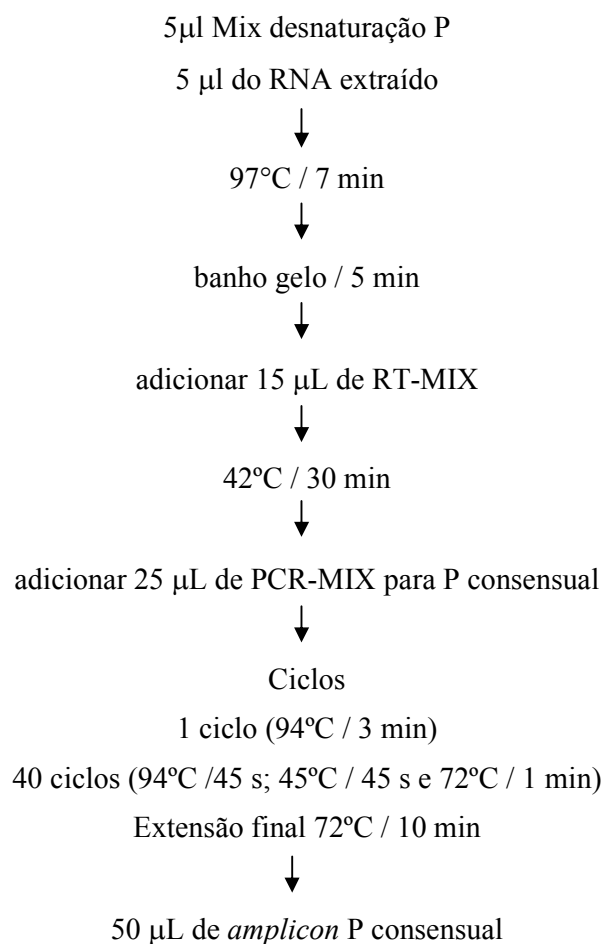 5µl Mix desnaturação P
5 µl do RNA extraído
97°C / 7 min
banho gelo / 5 min
adicionar 15 µL de RT-MIX
42ºC / 30 min
adicionar 25 µL de PCR-MIX para P consensual
Ciclos
1 ciclo (94ºC / 3 min)
40 ciclos (94ºC /45 s; 45ºC / 45 s e 72ºC / 1 min)
Extensão final 72ºC / 10 min
50 µL de amplicon P consensual